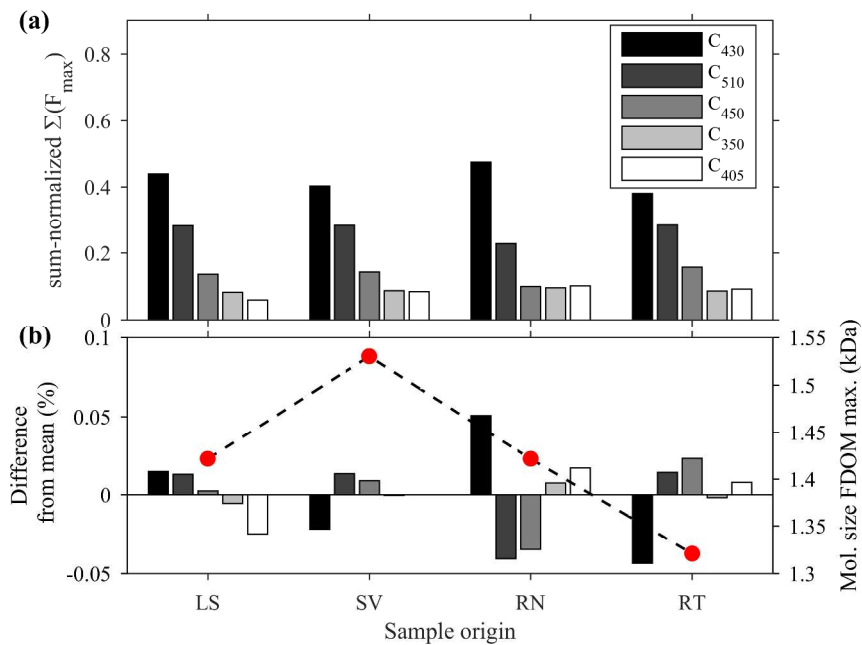 (a)
sum-normalized Σ(Fmax)
0.8
0.6
0.4
0.2
0
C430
C510
C450
C350
C405
(b)
Difference
from mean (%)
0.1
0.05
0
-0.05
1.55
1.5
1.45
1.4
1.35
1.3
Mol. size FDOM max. (kDa)
LS SV RN RT
Sample origin